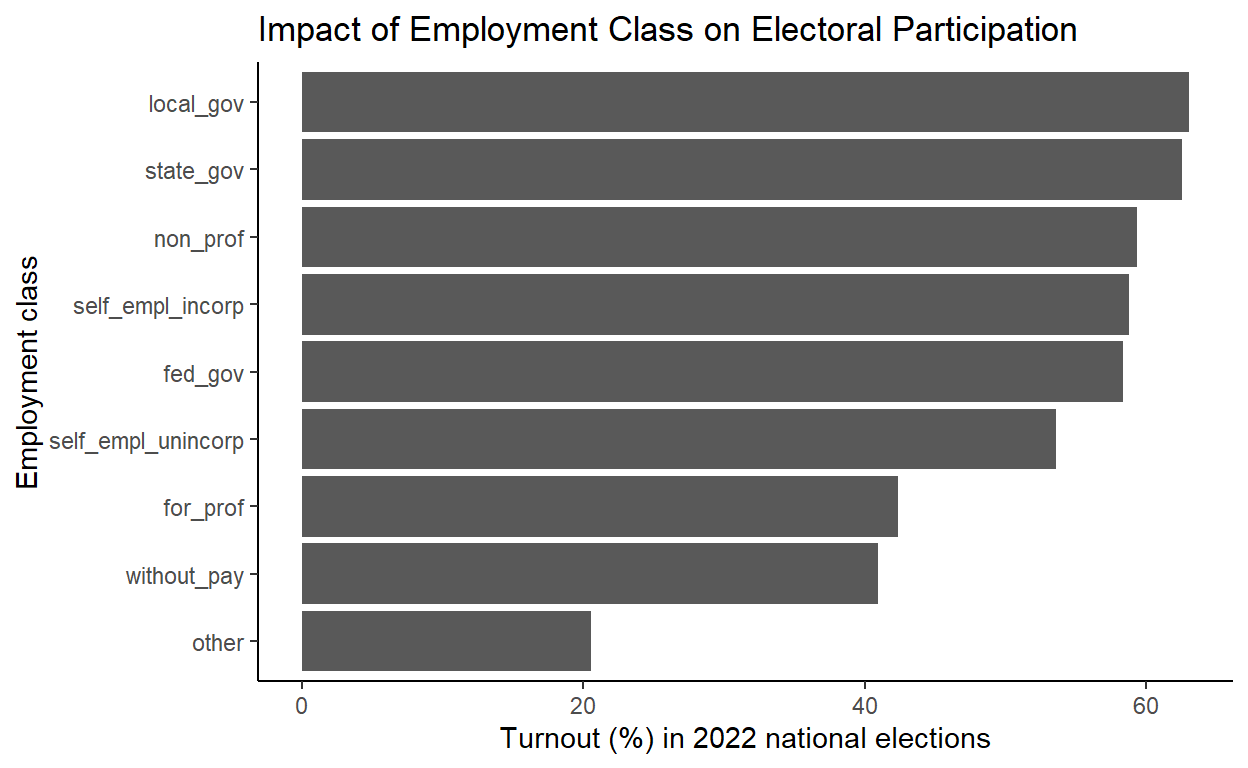 Impact of Employment Class on Electoral Participation
Employment class
local_gov
state_gov
non_prof
self_empl_incorp
fed_gov
self_empl_unincorp
for_prof
without_pay
other
0 20 40 60
Turnout (%) in 2022 national elections